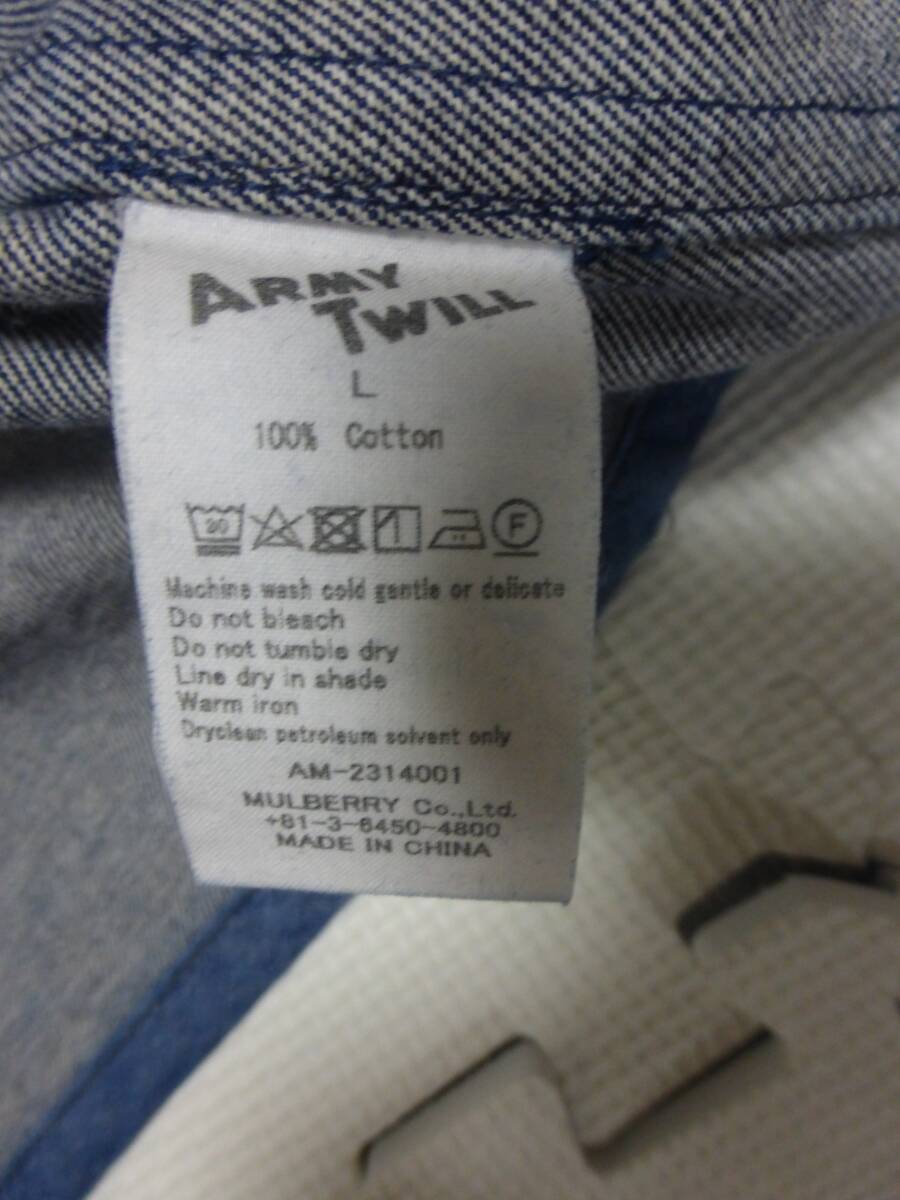 ARMY
TWILL
L
100% Cotton
30 1 F
Machine wash cold gentle or delicate
Do not bleach
Do not tumble dry
Line dry in shade
Warm iron
Dryclean petroleum solvent only
AM-2314001
MULBERRY Co.,Ltd.
+81-3-6450-4800
MADE IN CHINA